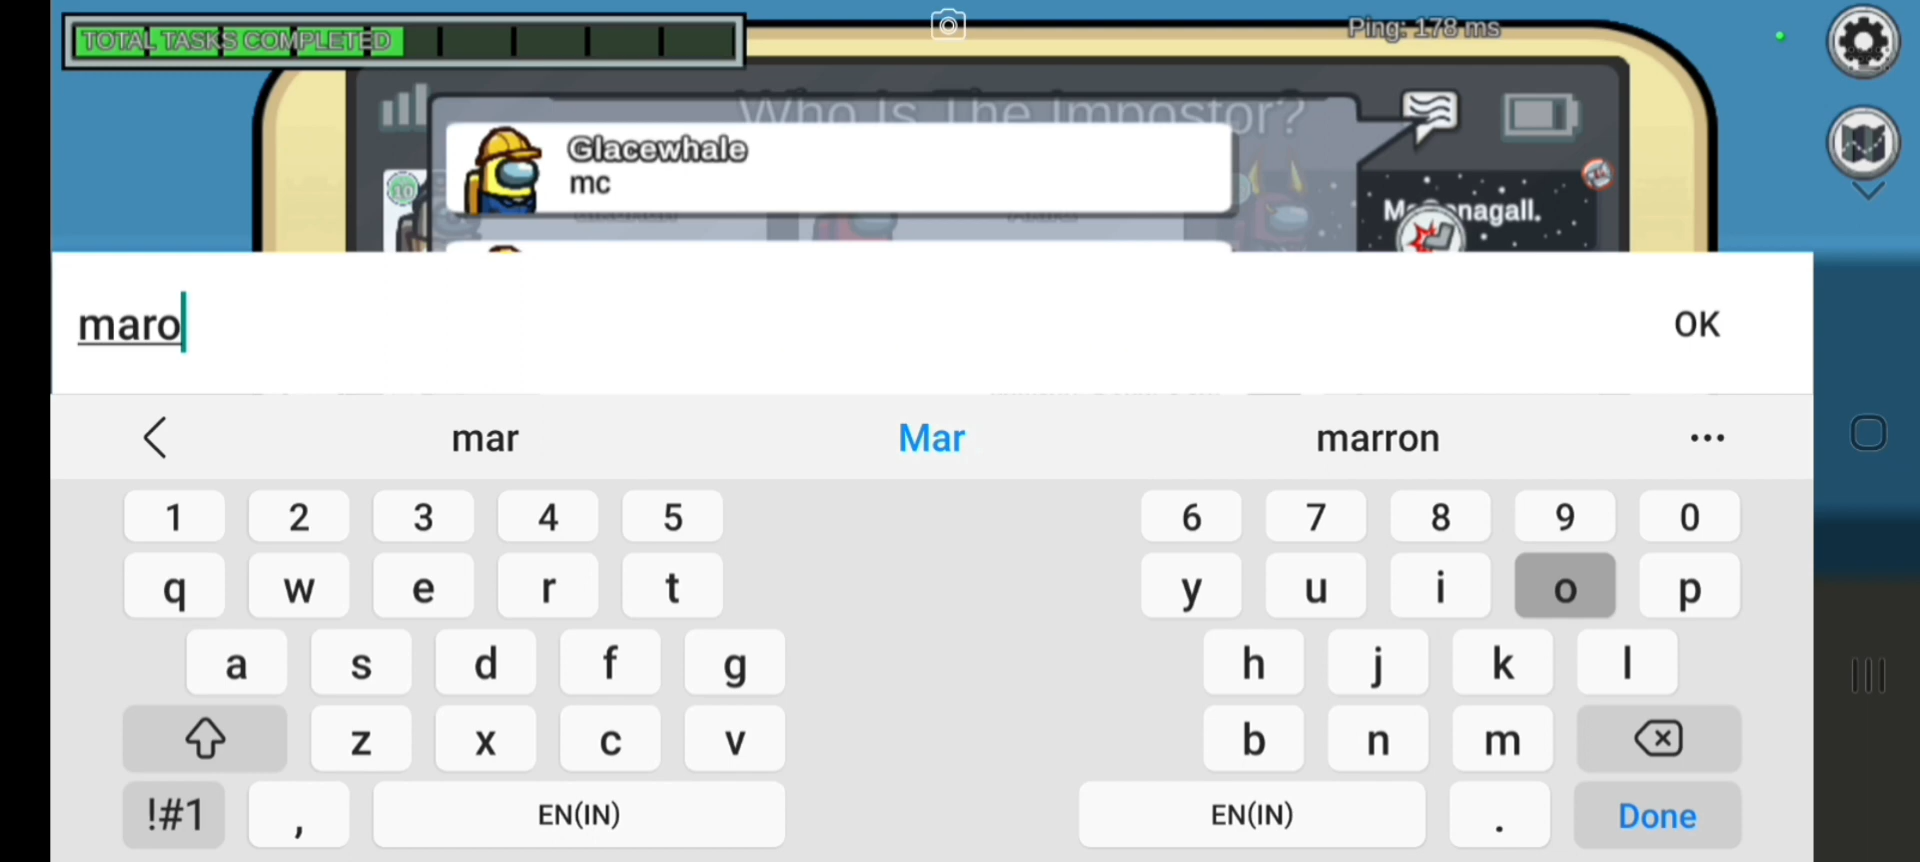 TOTAL TASKS COMPLETED
Ping: 178 ms
Who Is The Impostor?
Glacewhale
mc
10
maro
OK
mar Mar marron
1 2 3 4 5 6 7 8 9 0
q w e r t y u i o p
a s d f g h j k l
z x c v b n m
!#1 , EN(IN) EN(IN) . Done